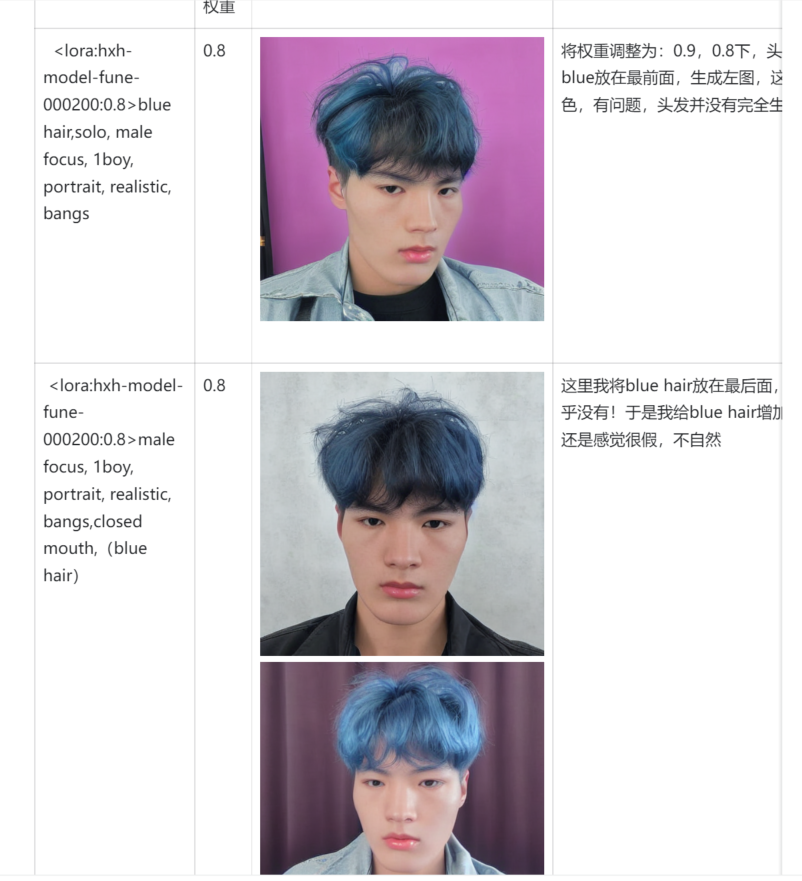 权重
<lora:hxh-
model-fune-
000200:0.8>blue
hair,solo, male
focus, 1boy,
portrait, realistic,
bangs
0.8
将权重调整为：0.9，0.8下，头
blue放在最前面，生成左图，这
色，有问题，头发并没有完全生
<lora:hxh-model-
fune-
000200:0.8>male
focus, 1boy,
portrait, realistic,
bangs,closed
mouth,（blue
hair）
0.8
这里我将blue hair放在最后面，
乎没有！于是我给blue hair增加
还是感觉很假，不自然